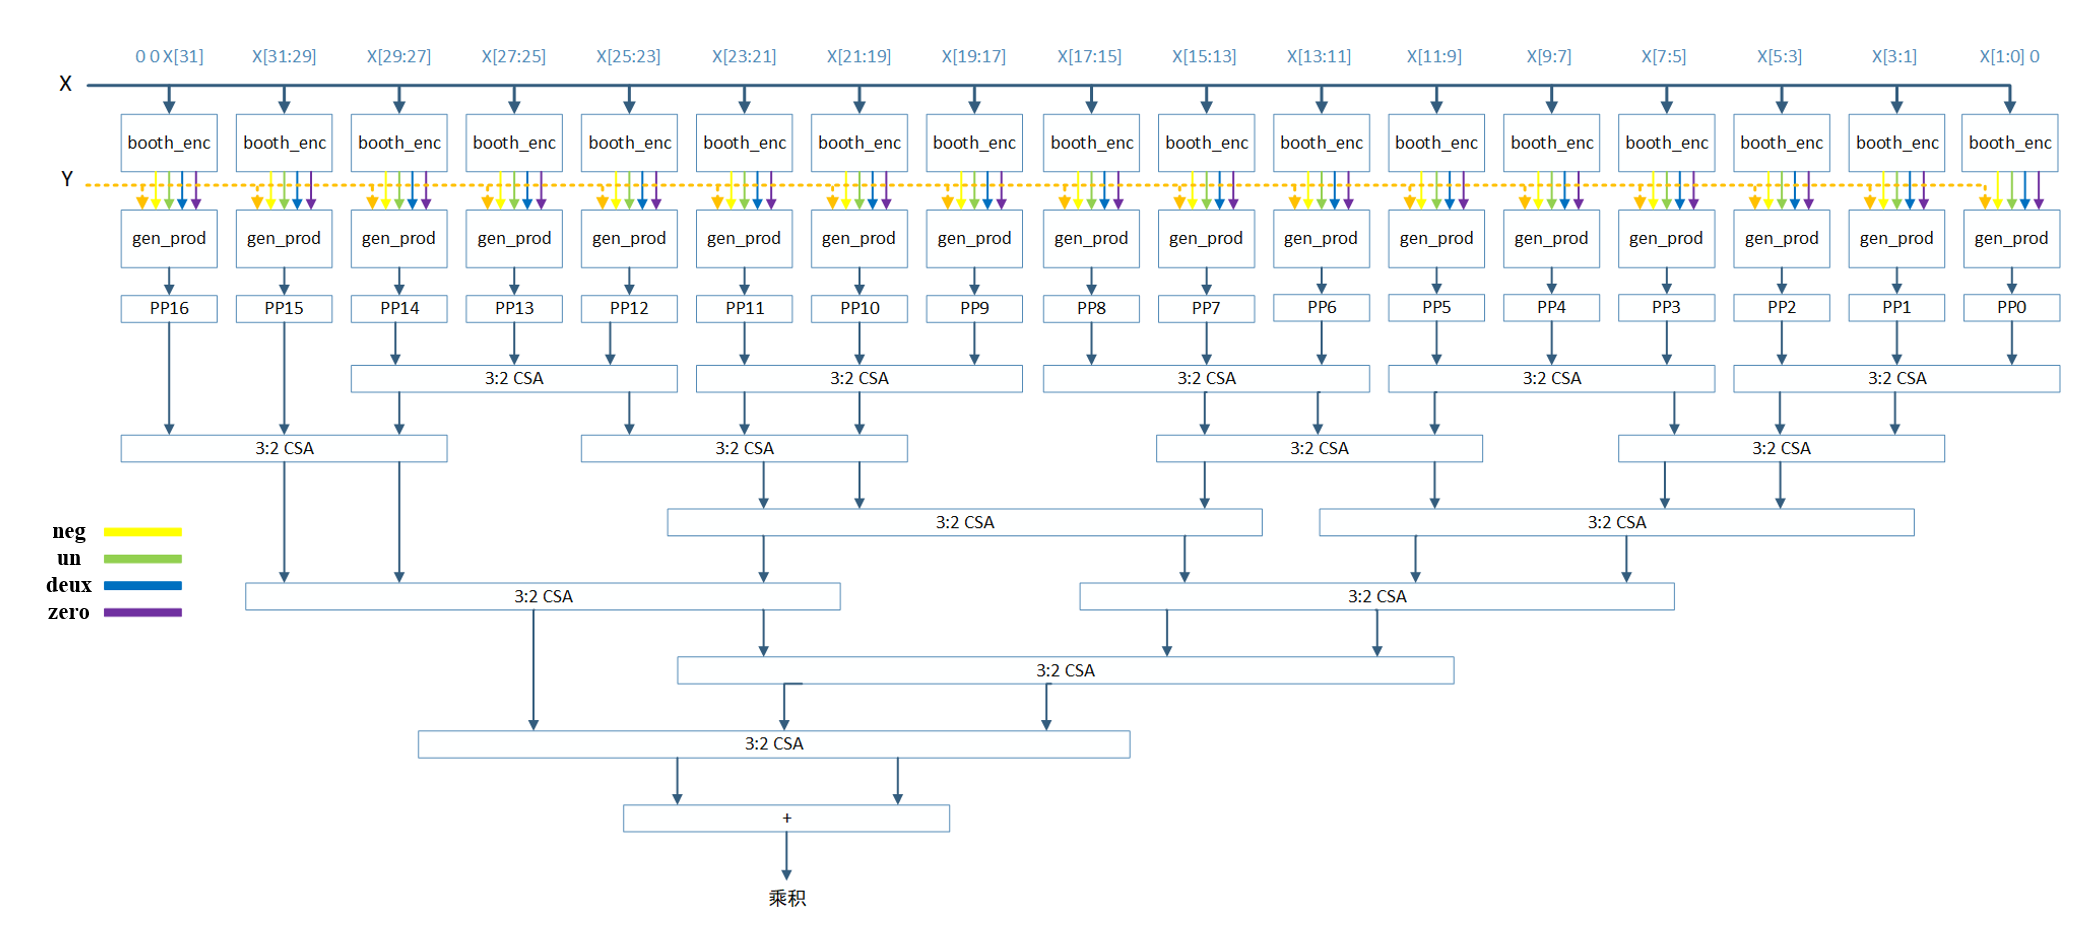 0 0 X[31] X[31:29] X[29:27] X[27:25] X[25:23] X[23:21] X[21:19] X[19:17] X[17:15] X[15:13] X[13:11] X[11:9] X[9:7] X[7:5] X[5:3] X[3:1] X[1:0] 0
X
booth_enc booth_enc booth_enc booth_enc booth_enc booth_enc booth_enc booth_enc booth_enc booth_enc booth_enc booth_enc booth_enc booth_enc booth_enc booth_enc booth_enc
Y
gen_prod gen_prod gen_prod gen_prod gen_prod gen_prod gen_prod gen_prod gen_prod gen_prod gen_prod gen_prod gen_prod gen_prod gen_prod gen_prod gen_prod
PP16 PP15 PP14 PP13 PP12 PP11 PP10 PP9 PP8 PP7 PP6 PP5 PP4 PP3 PP2 PP1 PP0
3:2 CSA 3:2 CSA 3:2 CSA 3:2 CSA 3:2 CSA
3:2 CSA 3:2 CSA 3:2 CSA 3:2 CSA
3:2 CSA 3:2 CSA
neg
un
deux
zero
3:2 CSA 3:2 CSA
3:2 CSA
3:2 CSA
+
乘积